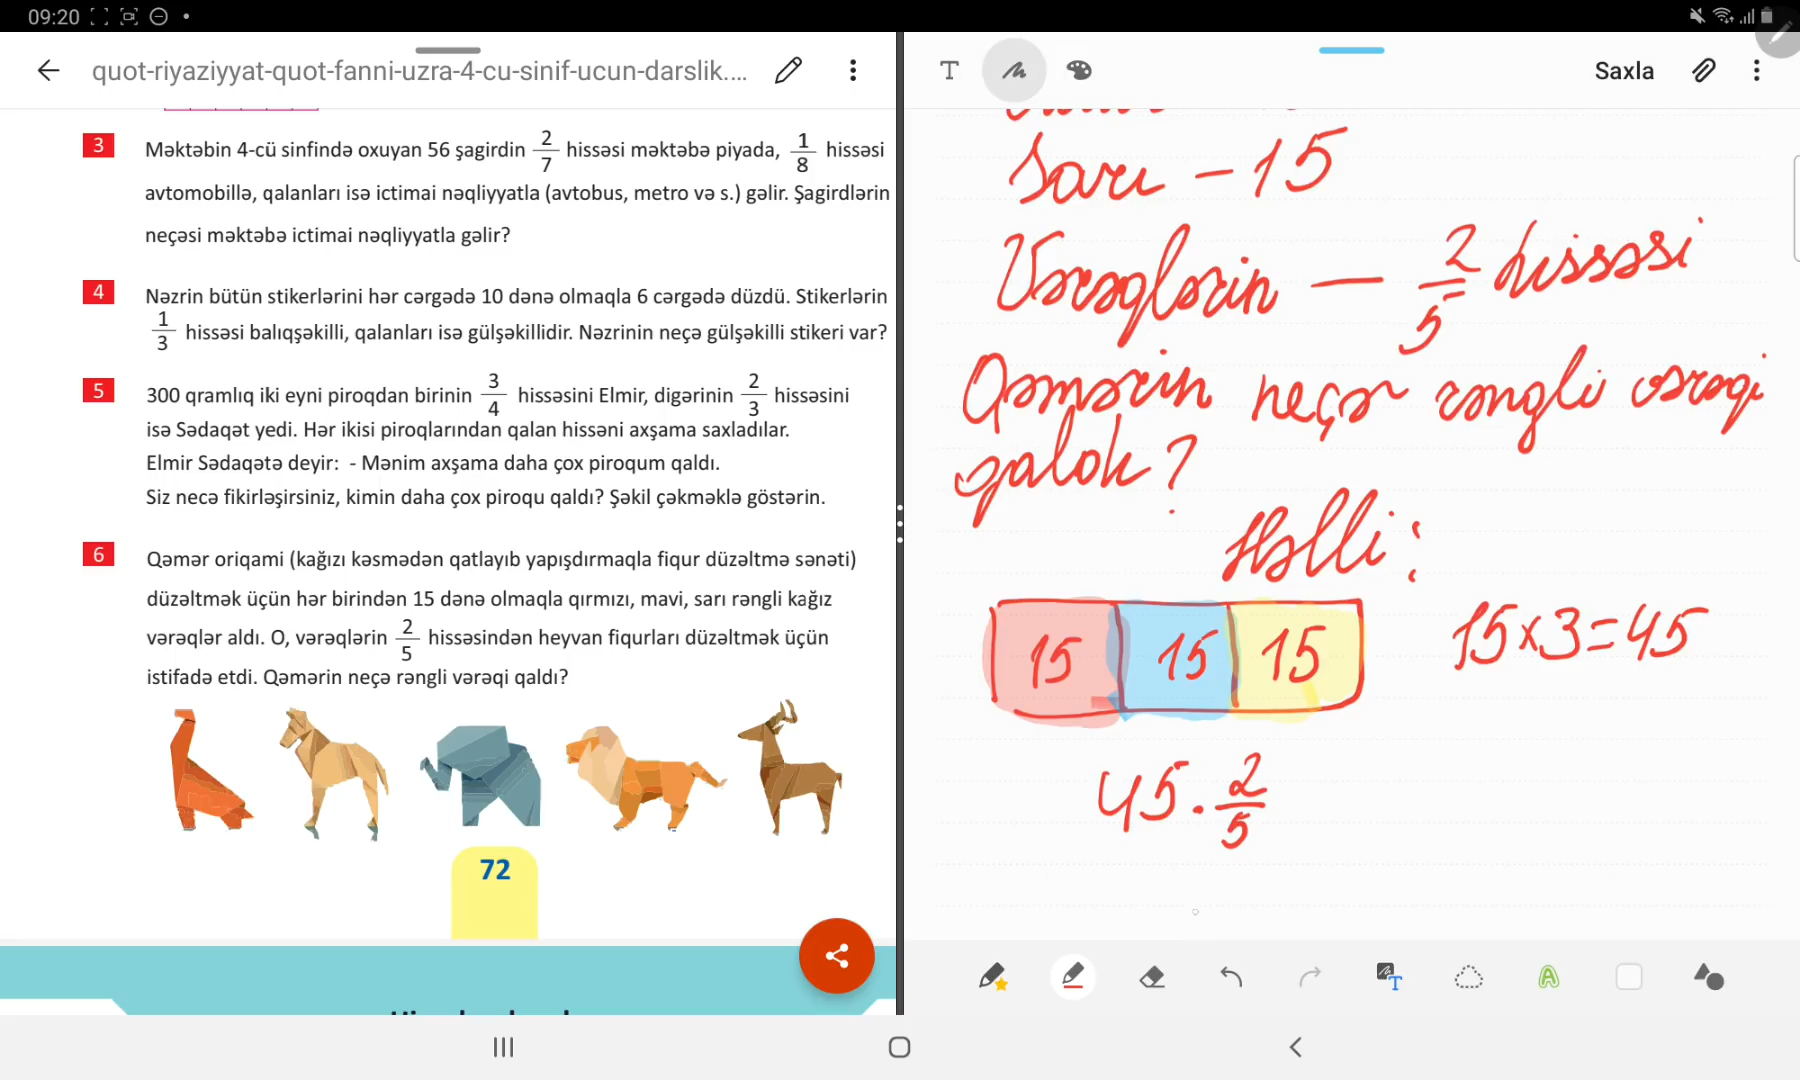 09:20
quot-riyaziyyat-quot-fanni-uzra-4-cu-sinif-ucun-darslik....
3 Məktəbin 4-cü sinfində oxuyan 56 şagirdin 2/7 hissəsi məktəbə piyada, 1/8 hissəsi
avtomobillə, qalanları isə ictimai nəqliyyatla (avtobus, metro və s.) gəlir. Şagirdlərin
neçəsi məktəbə ictimai nəqliyyatla gəlir?
4 Nəzrin bütün stikerlərini hər cərgədə 10 dənə olmaqla 6 cərgədə düzdü. Stikerlərin
1/3 hissəsi balıqşəkilli, qalanları isə gülşəkillidir. Nəzrinin neçə gülşəkilli stikeri var?
5 300 qramlıq iki eyni piroqdan birinin 3/4 hissəsini Elmir, digərinin 2/3 hissəsini
isə Sədaqət yedi. Hər ikisi piroqlarından qalan hissəni axşama saxladılar.
Elmir Sədaqətə deyir: - Mənim axşama daha çox piroqum qaldı.
Siz necə fikirləşirsiniz, kimin daha çox piroqu qaldı? Şəkil çəkməklə göstərin.
6 Qəmər oriqami (kağızı kəsmədən qatlayıb yapışdırmaqla fiqur düzəltmə sənəti)
düzəltmək üçün hər birindən 15 dənə olmaqla qırmızı, mavi, sarı rəngli kağız
vərəqlər aldı. O, vərəqlərin 2/5 hissəsindən heyvan fiqurları düzəltmək üçün
istifadə etdi. Qəmərin neçə rəngli vərəqi qaldı?
72
T
Saxla
Sarı - 15
Vərəqlərin — 2/5 hissəsi
Qəmərin neçə rəngli vərəqi
qaldı?
Həlli:
15 15 15 15×3=45
45 · 2/5